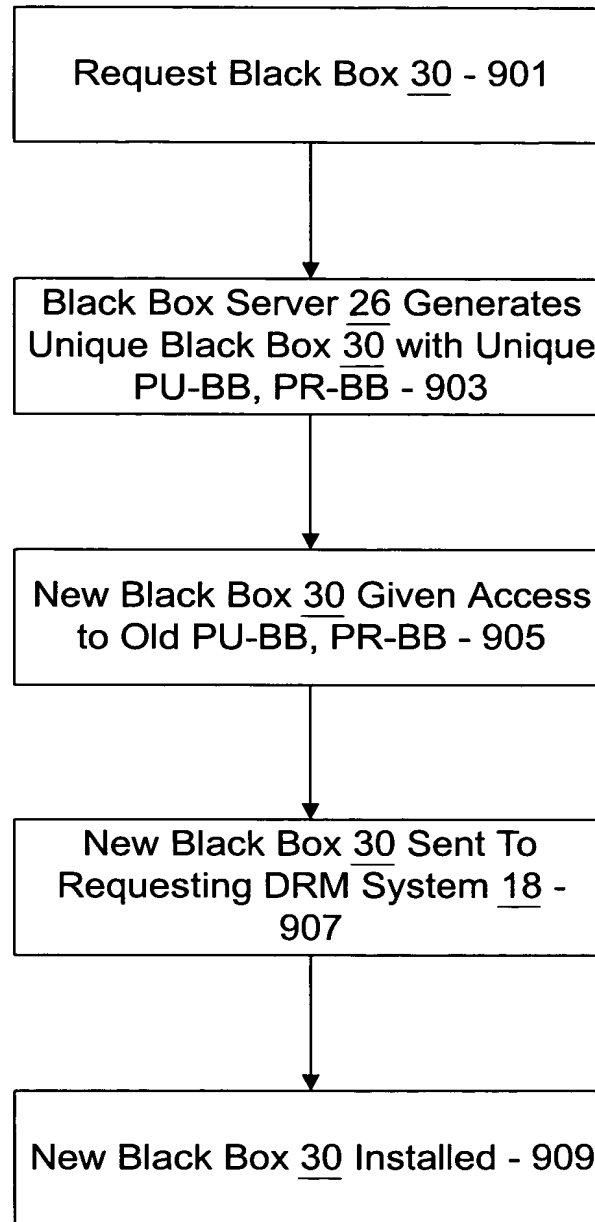 Request Black Box 30 - 901
Black Box Server 26 Generates
Unique Black Box 30 with Unique
PU-BB, PR-BB - 903
New Black Box 30 Given Access
to Old PU-BB, PR-BB - 905
New Black Box 30 Sent To
Requesting DRM System 18 -
907
New Black Box 30 Installed - 909